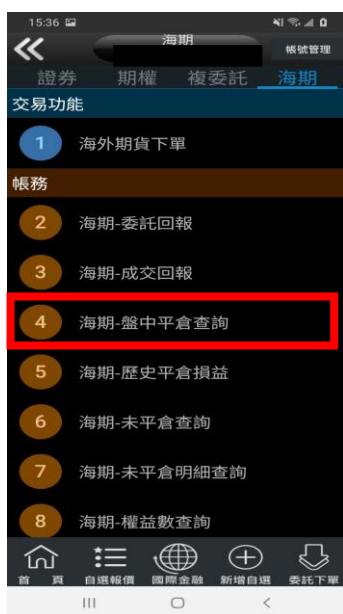 15:36
海期
帳號管理
證券 期權 複委託 海期
交易功能
1 海外期貨下單
帳務
2 海期-委託回報
3 海期-成交回報
4 海期-盤中平倉查詢
5 海期-歷史平倉損益
6 海期-未平倉查詢
7 海期-未平倉明細查詢
8 海期-權益數查詢
首頁 自選報價 國際金融 新增自選 委託下單